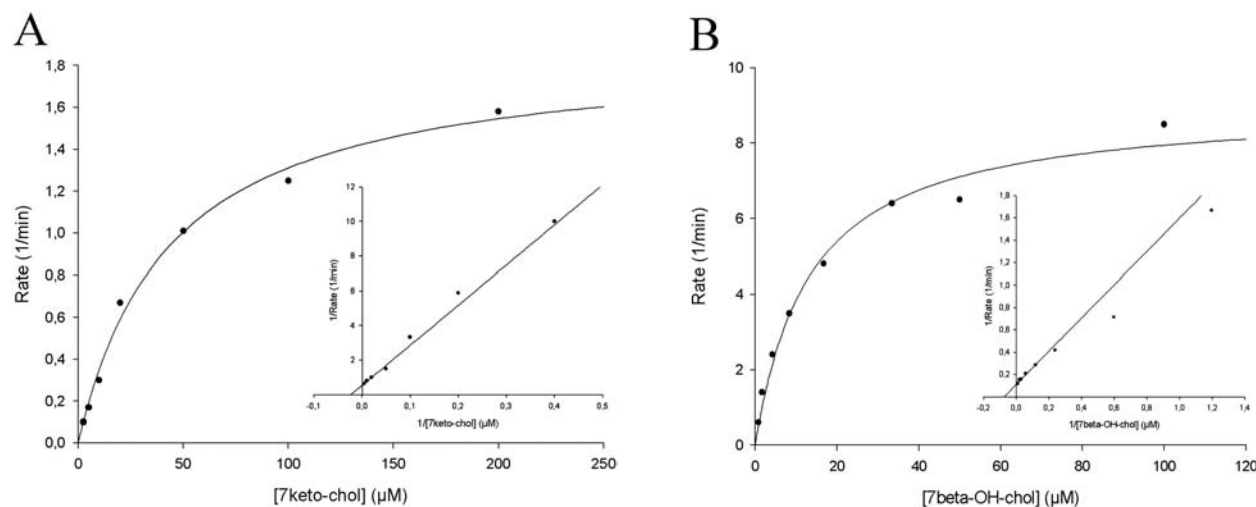 A
Rate (1/min)
1,8
1,6
1,4
1,2
1,0
0,8
0,6
0,4
0,2
0,0
0 50 100 150 200 250
[7keto-chol] (µM)
1/Rate (1/min)
12
10
8
6
4
2
-0,1 0,0 0,1 0,2 0,3 0,4 0,5
1/[7keto-chol] (µM)
B
Rate (1/min)
10
8
6
4
2
0
0 20 40 60 80 100 120
[7beta-OH-chol] (µM)
1/Rate (1/min)
1,8
1,6
1,4
1,2
1,0
0,8
0,6
0,4
0,2
-0,2 0,0 0,2 0,4 0,6 0,8 1,0 1,2 1,4
1/[7beta-OH-chol] (µM)